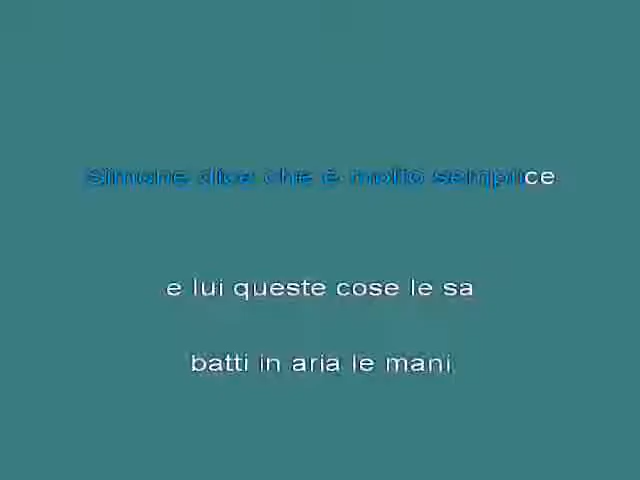 Simone dice che è molto semplice
e lui queste cose le sa
batti in aria le mani